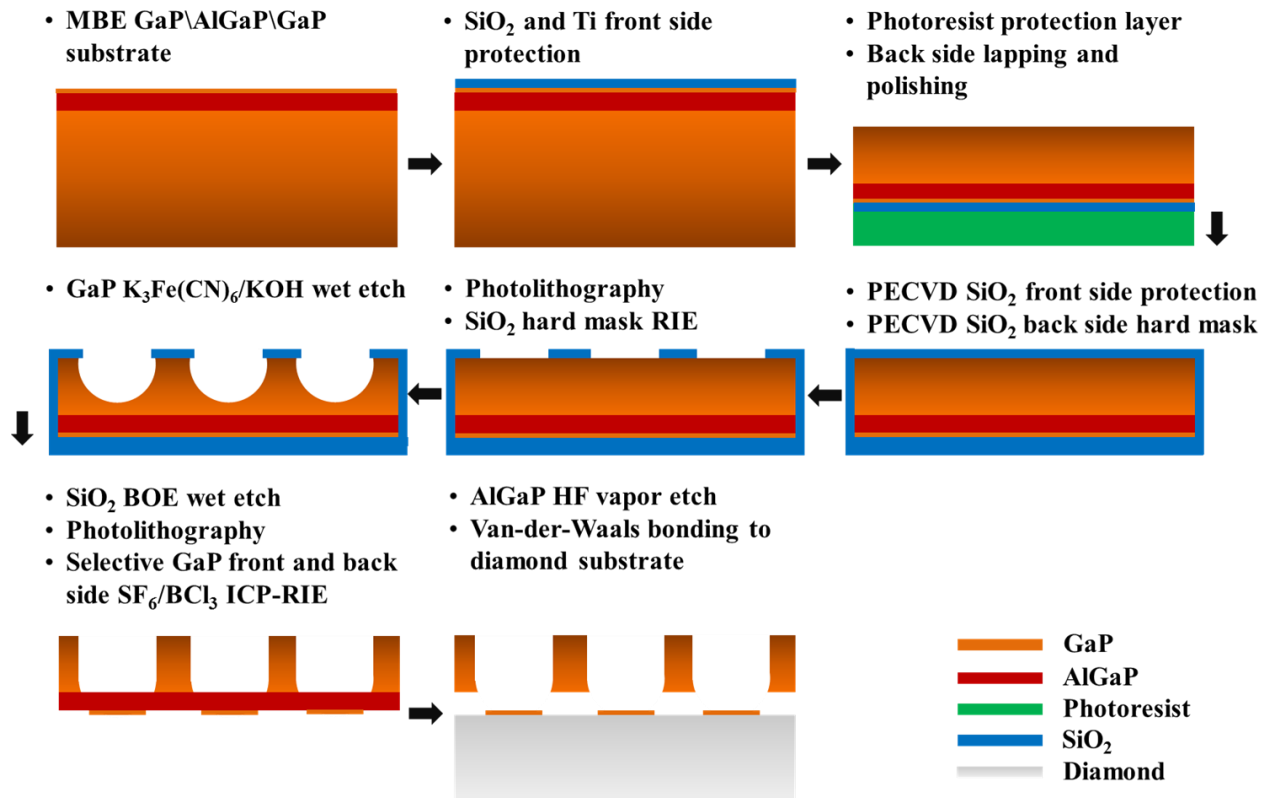 • MBE GaP\AlGaP\GaP
substrate
• SiO₂ and Ti front side
protection
• Photoresist protection layer
• Back side lapping and
polishing
• GaP K₃Fe(CN)₆/KOH wet etch
• Photolithography
• SiO₂ hard mask RIE
• PECVD SiO₂ front side protection
• PECVD SiO₂ back side hard mask
• SiO₂ BOE wet etch
• Photolithography
• Selective GaP front and back
side SF₆/BCl₃ ICP-RIE
• AlGaP HF vapor etch
• Van-der-Waals bonding to
diamond substrate
GaP
AlGaP
Photoresist
SiO₂
Diamond